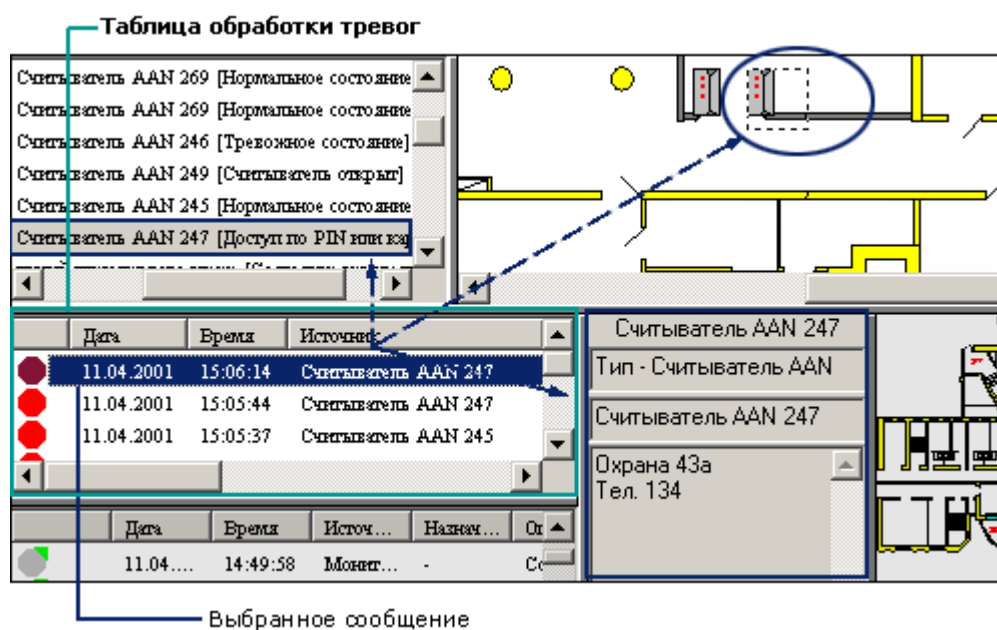 Таблица обработки тревог
Считыватель AAN 269 [Нормальное состояние
Считыватель AAN 269 [Нормальное состояние
Считыватель AAN 246 [Тревожное состояние]
Считыватель AAN 249 [Считыватель открыт]
Считыватель AAN 245 [Нормальное состояние
Считыватель AAN 247 [Доступ по PIN или кар
Дата Время Источник
11.04.2001 15:06:14 Считыватель AAN 247
11.04.2001 15:05:44 Считыватель AAN 247
11.04.2001 15:05:37 Считыватель AAN 245
Считыватель AAN 247
Тип - Считыватель AAN
Считыватель AAN 247
Охрана 43а
Тел. 134
Дата Время Источ... Назнач... Оп
11.04.... 14:49:58 Монит... - Со
Выбранное сообщение